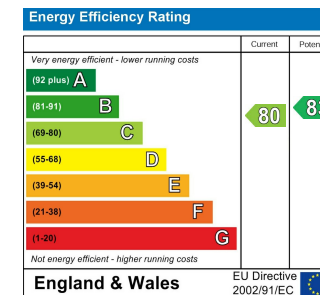 Energy Efficiency Rating
Current
Very energy efficient - lower running costs
(92 plus) A
(81-91) B
(69-80) C
(55-68) D
(39-54) E
(21-38) F
(1-20) G
80
Not energy efficient - higher running costs
England & Wales
EU Directive
2002/91/EC